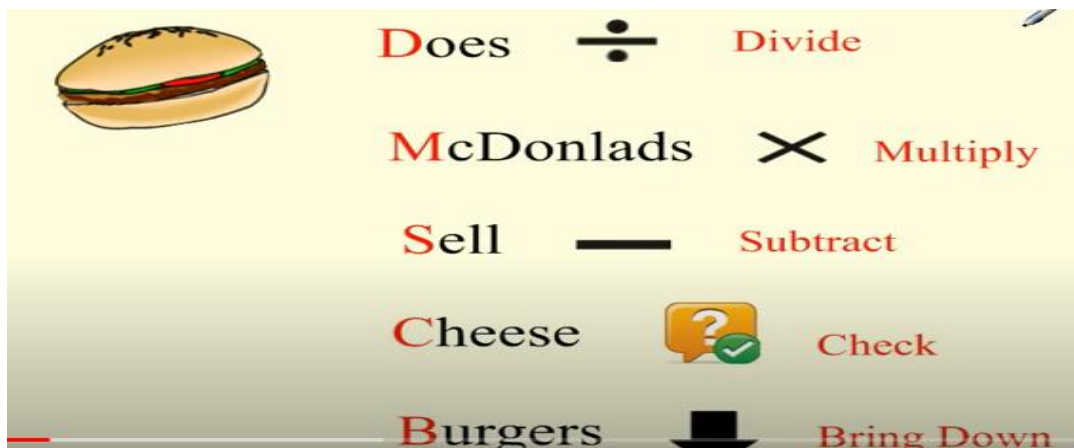 Does ÷ Divide
McDonlads × Multiply
Sell — Subtract
Cheese ? Check
Burgers Bring Down